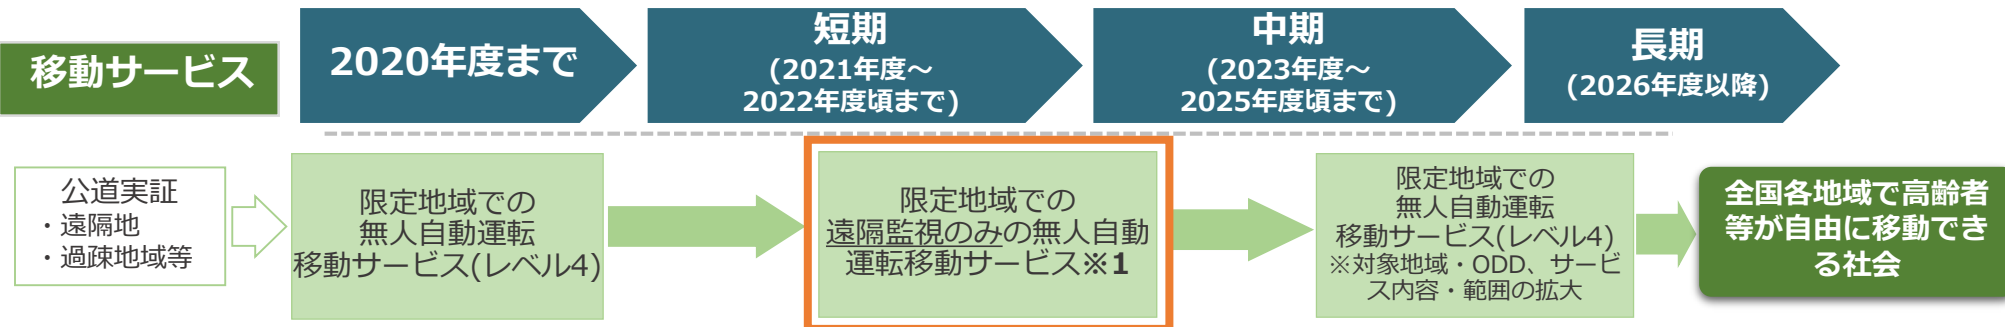 移動サービス
2020年度まで
短期
(2021年度～
2022年度頃まで)
中期
(2023年度～
2025年度頃まで)
長期
(2026年度以降)
公道実証
・遠隔地
・過疎地域等
限定地域での
無人自動運転
移動サービス(レベル4)
限定地域での
遠隔監視のみの無人自動
運転移動サービス※1
限定地域での
無人自動運転
移動サービス(レベル4)
※対象地域・ODD、サービ
ス内容・範囲の拡大
全国各地域で高齢者
等が自由に移動でき
る社会